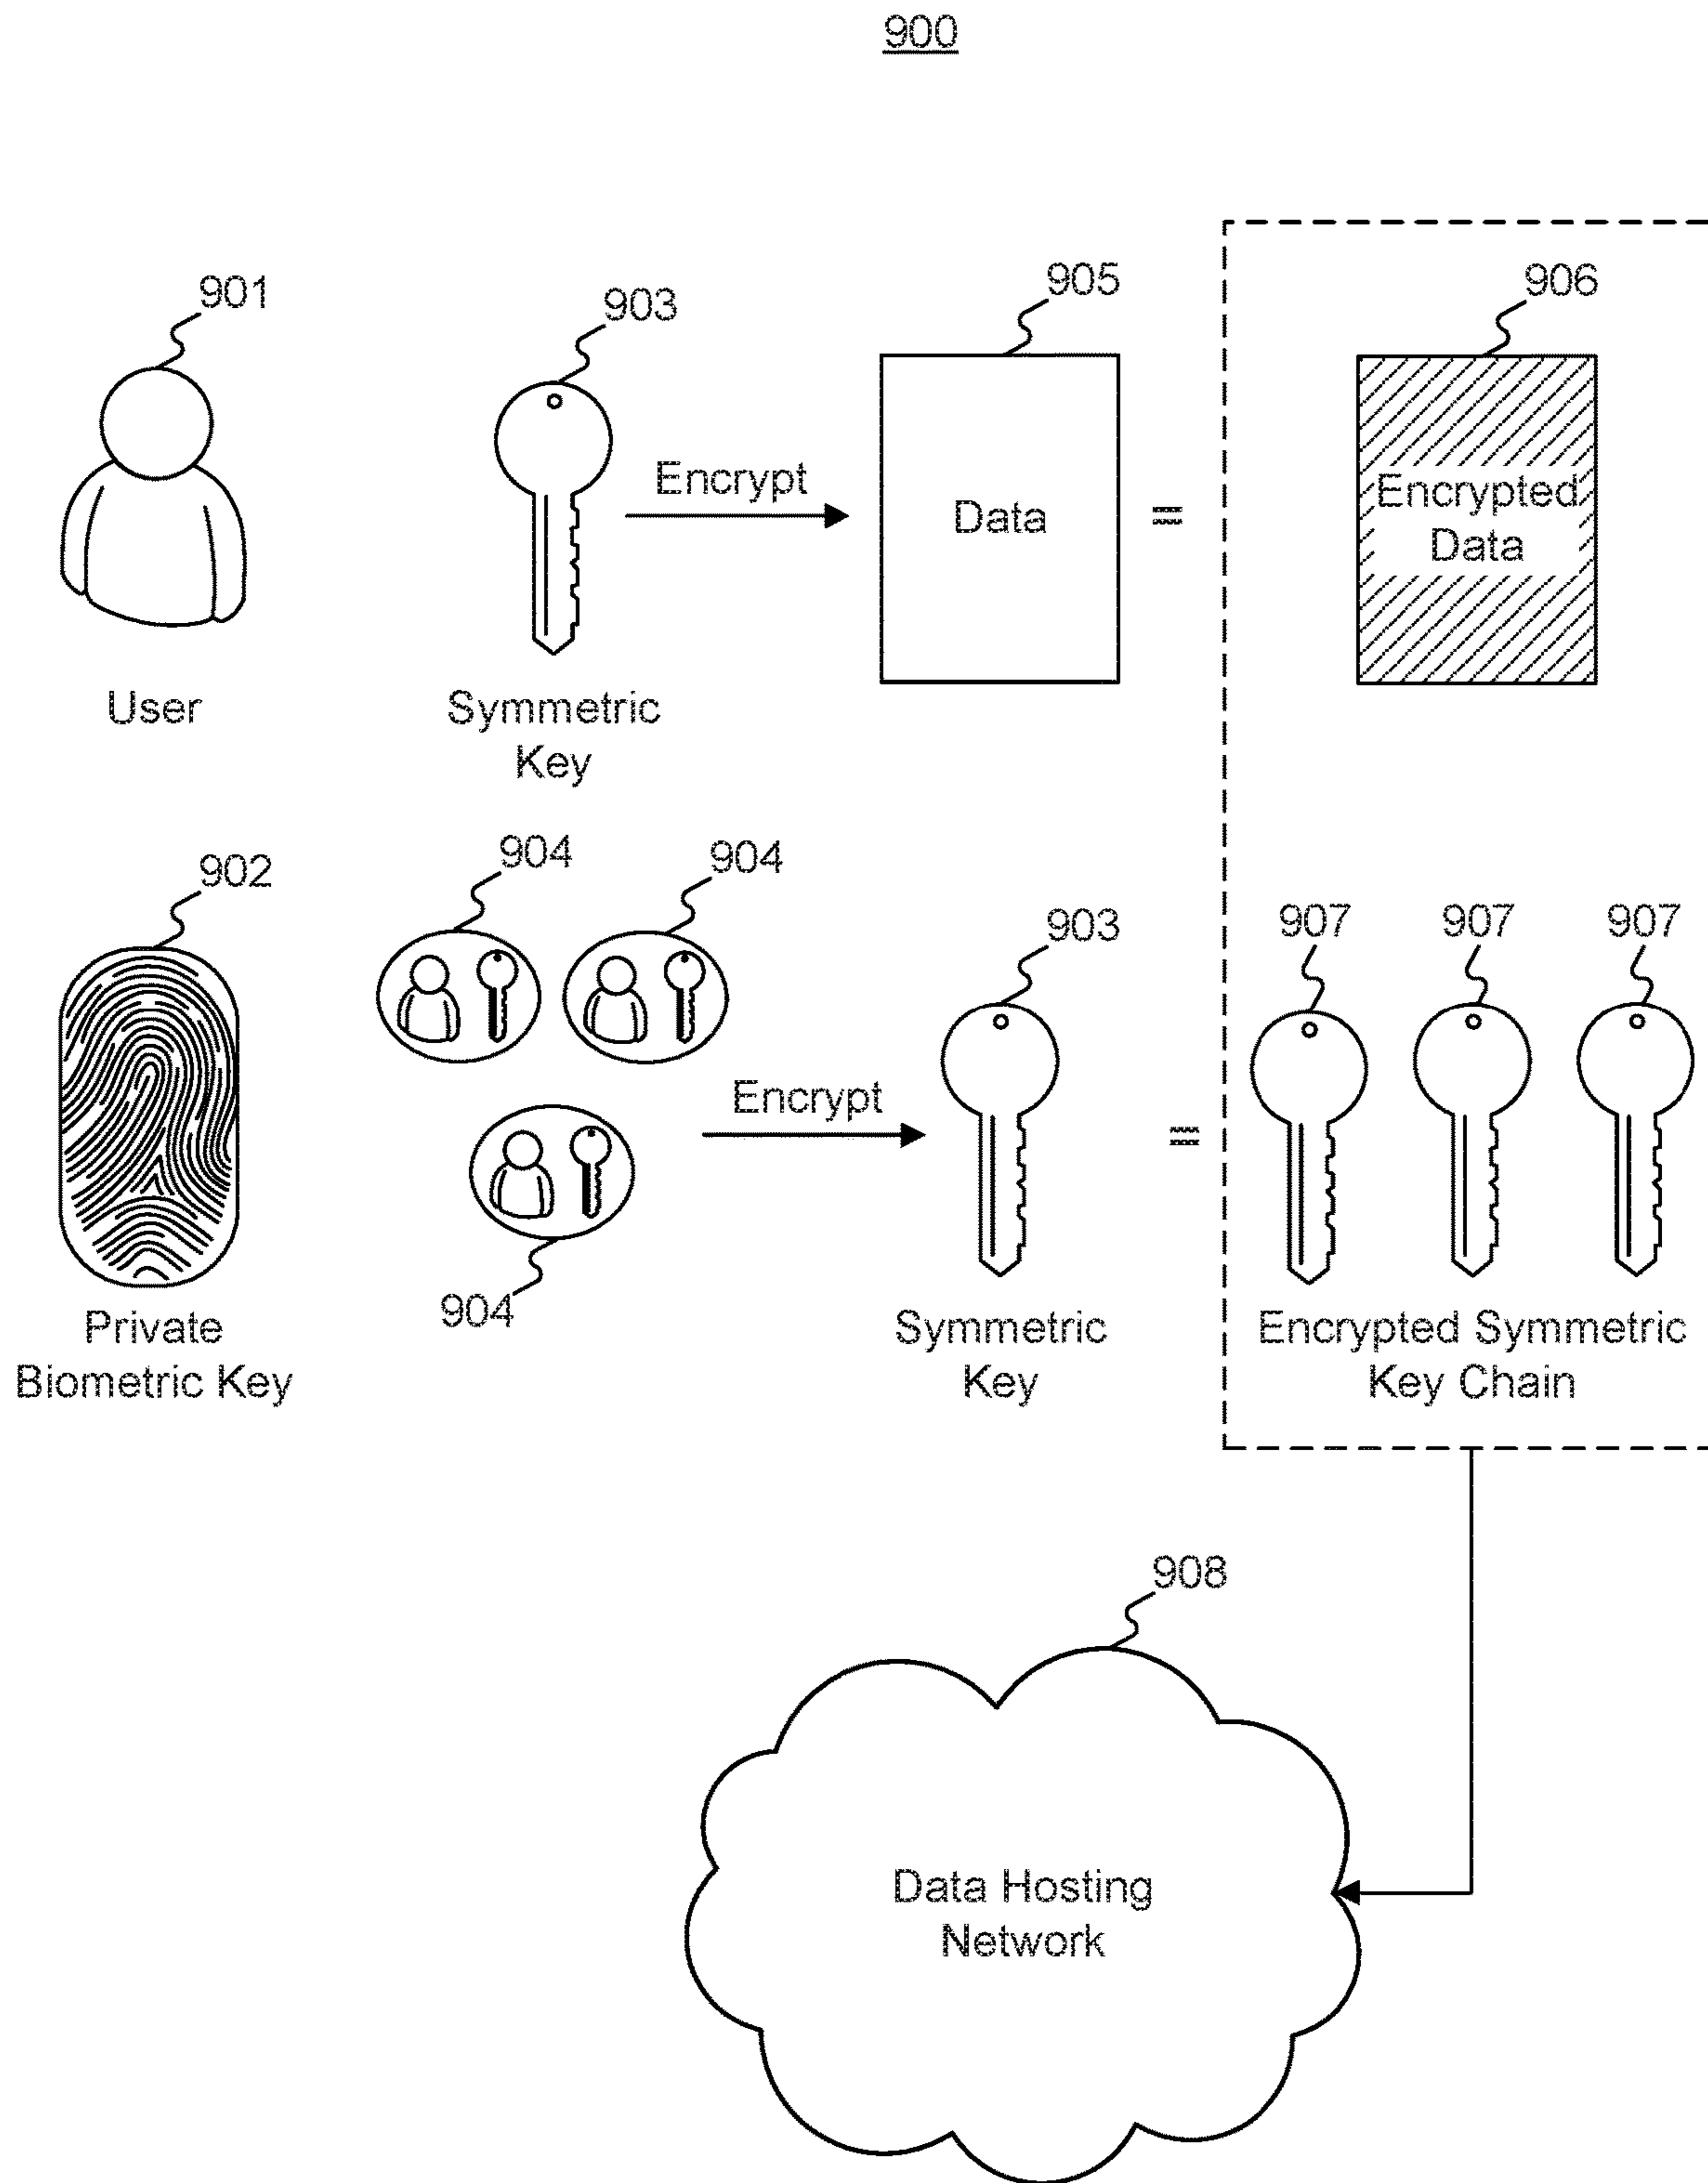 900
901
903
905
906
Encrypt
Data
=
Encrypted
Data
User
Symmetric
Key
902
904
904
903
907
907
907
Encrypt
=
904
Private
Biometric Key
Symmetric
Key
Encrypted Symmetric
Key Chain
908
Data Hosting
Network